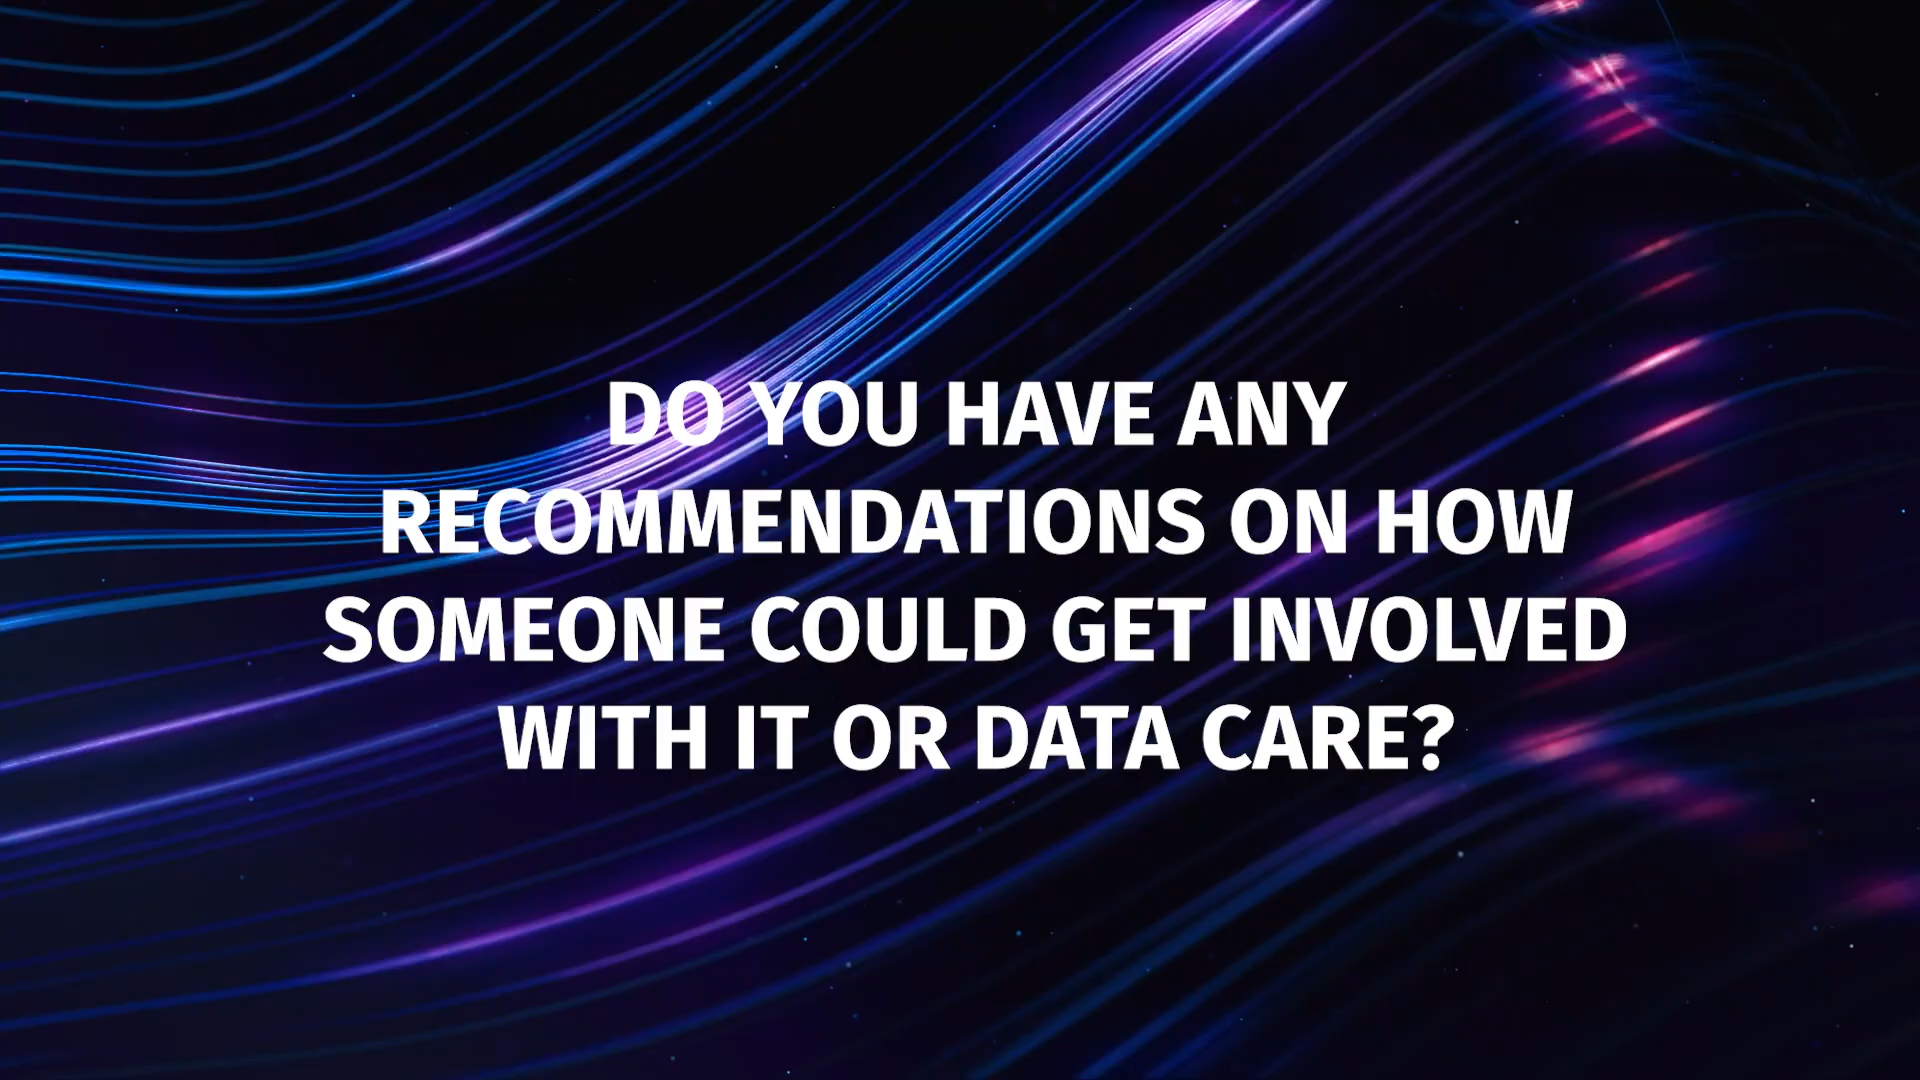 DO YOU HAVE ANY
RECOMMENDATIONS ON HOW
SOMEONE COULD GET INVOLVED
WITH IT OR DATA CARE?